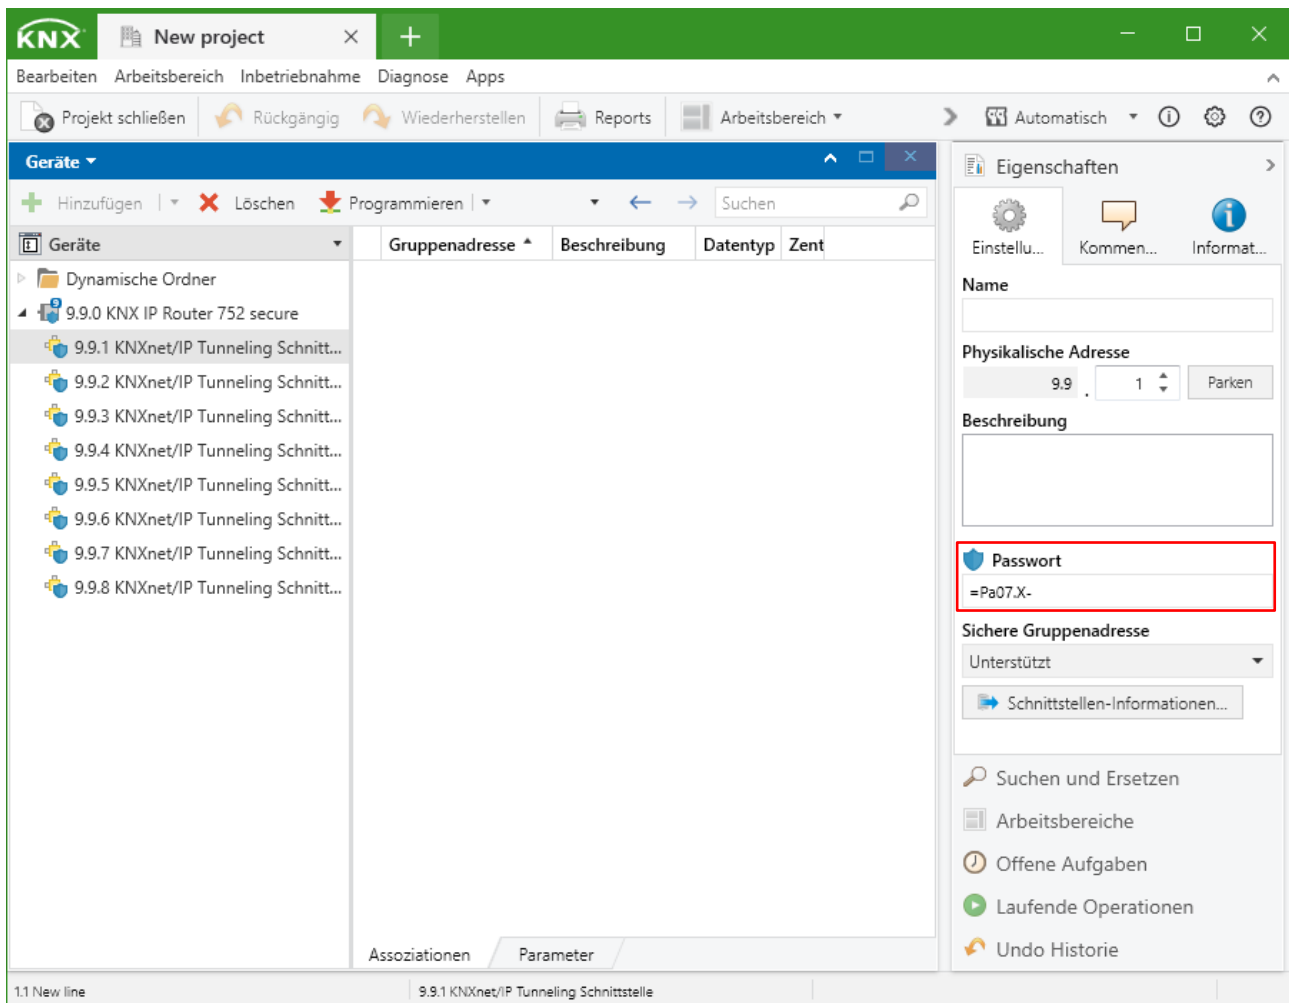 KNX New project
Bearbeiten Arbeitsbereich Inbetriebnahme Diagnose Apps
Projekt schließen Rückgängig Wiederherstellen Reports Arbeitsbereich Automatisch
Geräte
Hinzufügen Löschen Programmieren Suchen
Geräte
Gruppenadresse Beschreibung Datentyp Zent
Dynamische Ordner
9.9.0 KNX IP Router 752 secure
9.9.1 KNXnet/IP Tunneling Schnitt...
9.9.2 KNXnet/IP Tunneling Schnitt...
9.9.3 KNXnet/IP Tunneling Schnitt...
9.9.4 KNXnet/IP Tunneling Schnitt...
9.9.5 KNXnet/IP Tunneling Schnitt...
9.9.6 KNXnet/IP Tunneling Schnitt...
9.9.7 KNXnet/IP Tunneling Schnitt...
9.9.8 KNXnet/IP Tunneling Schnitt...
Assoziationen Parameter
Eigenschaften
Einstellu... Kommen... Informat...
Name
Physikalische Adresse
9.9 . 1 Parken
Beschreibung
Passwort
=Pa07.X-
Sichere Gruppenadresse
Unterstützt
Schnittstellen-Informationen...
Suchen und Ersetzen
Arbeitsbereiche
Offene Aufgaben
Laufende Operationen
Undo Historie
1.1 New line 9.9.1 KNXnet/IP Tunneling Schnittstelle